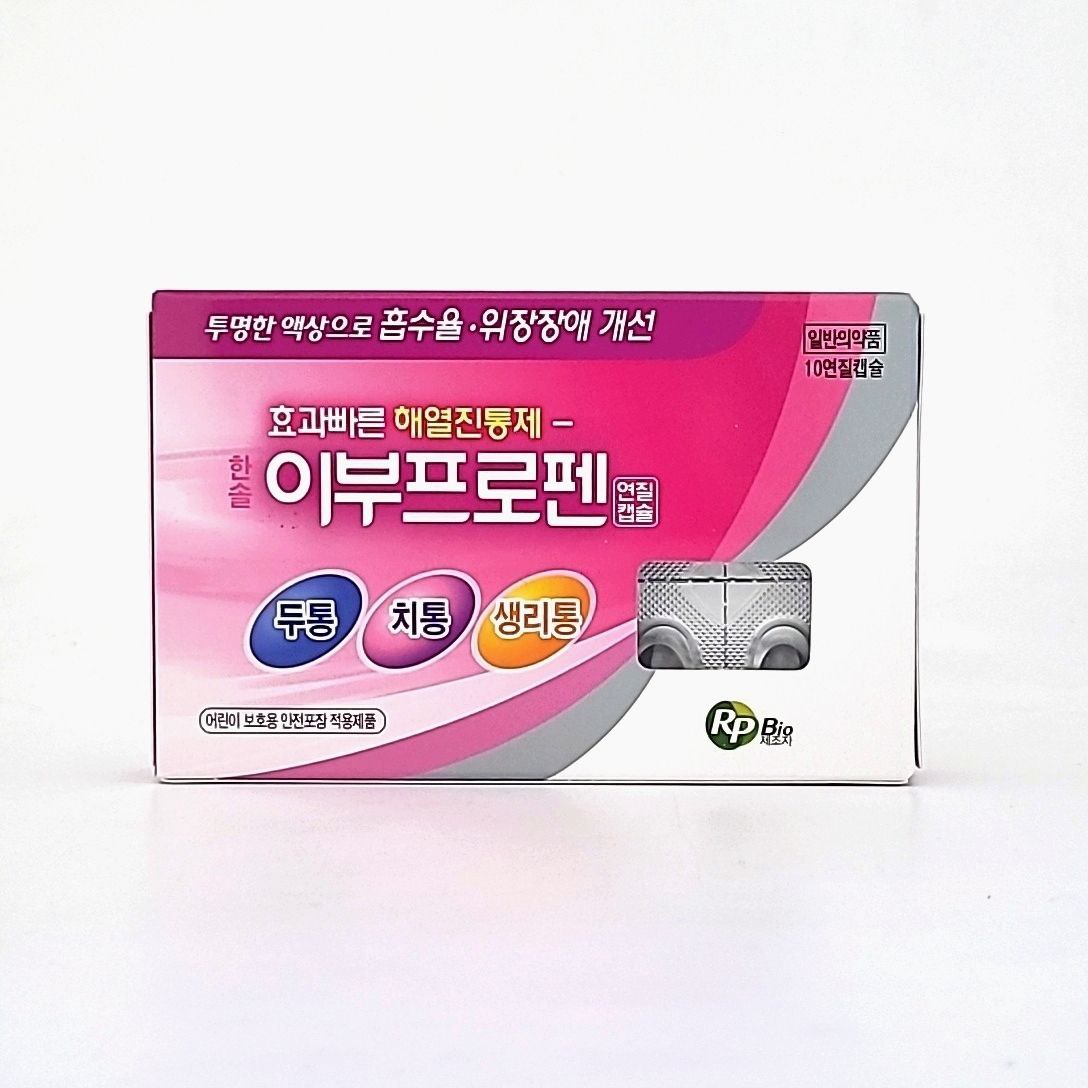 투명한 액상으로 흡수율·위장장애 개선
일반의약품
10연질캡슐
효과빠른 해열진통제 –
한솔
이부프로펜
연질
캡슐
두통
치통
생리통
어린이 보호용 안전포장 적용제품
RP Bio
제조자